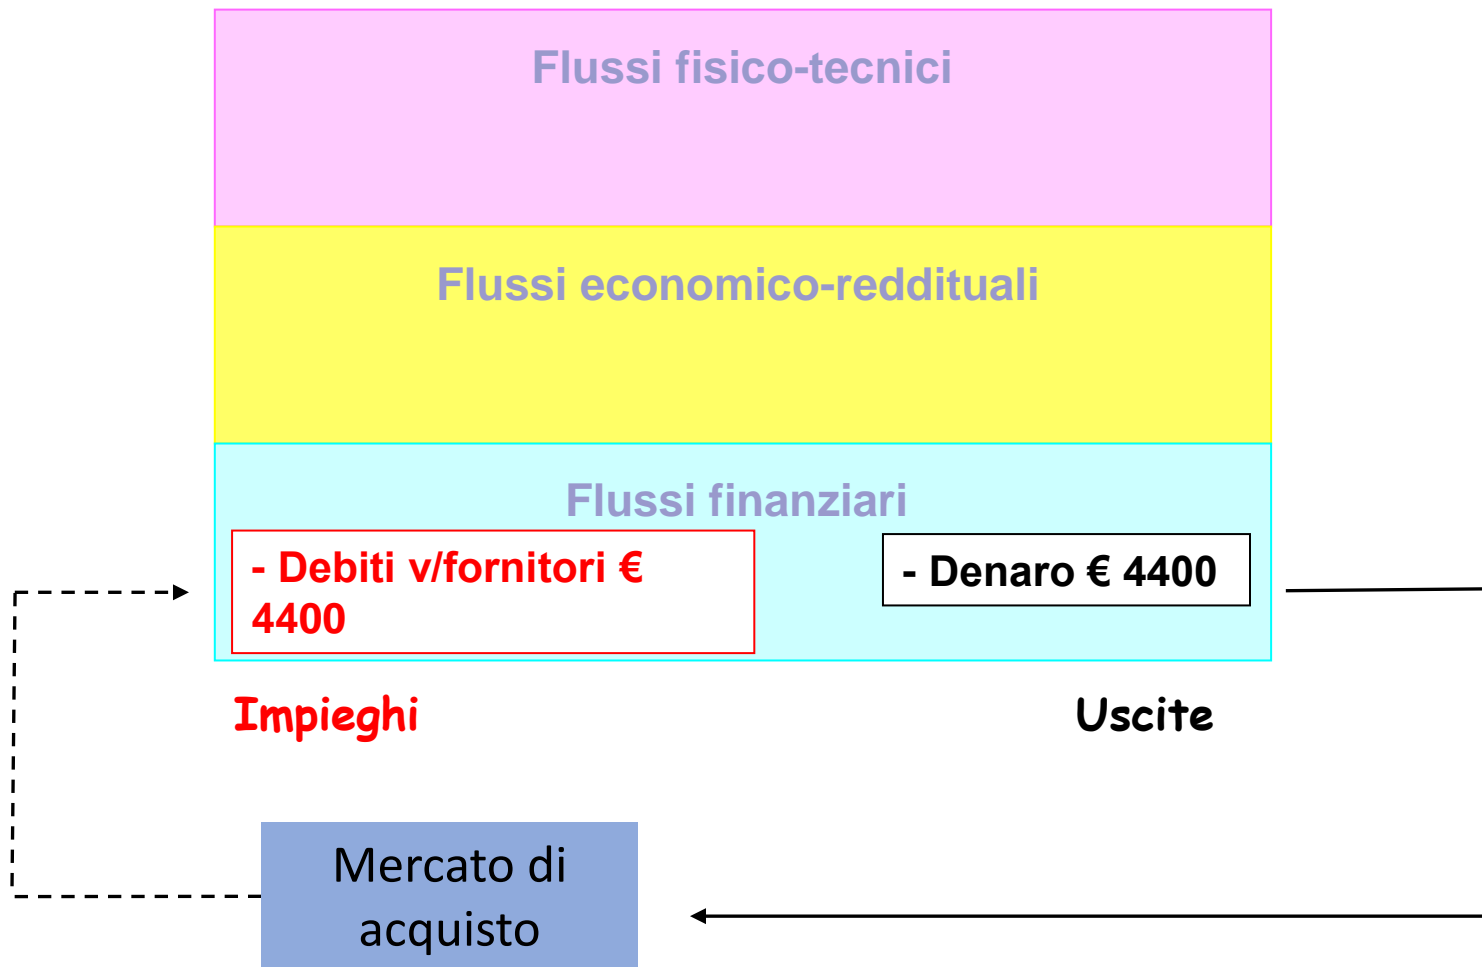 Flussi fisico-tecnici
Flussi economico-reddituali
Flussi finanziari
- Debiti v/fornitori €
4400
- Denaro € 4400
Impieghi
Uscite
Mercato di
acquisto